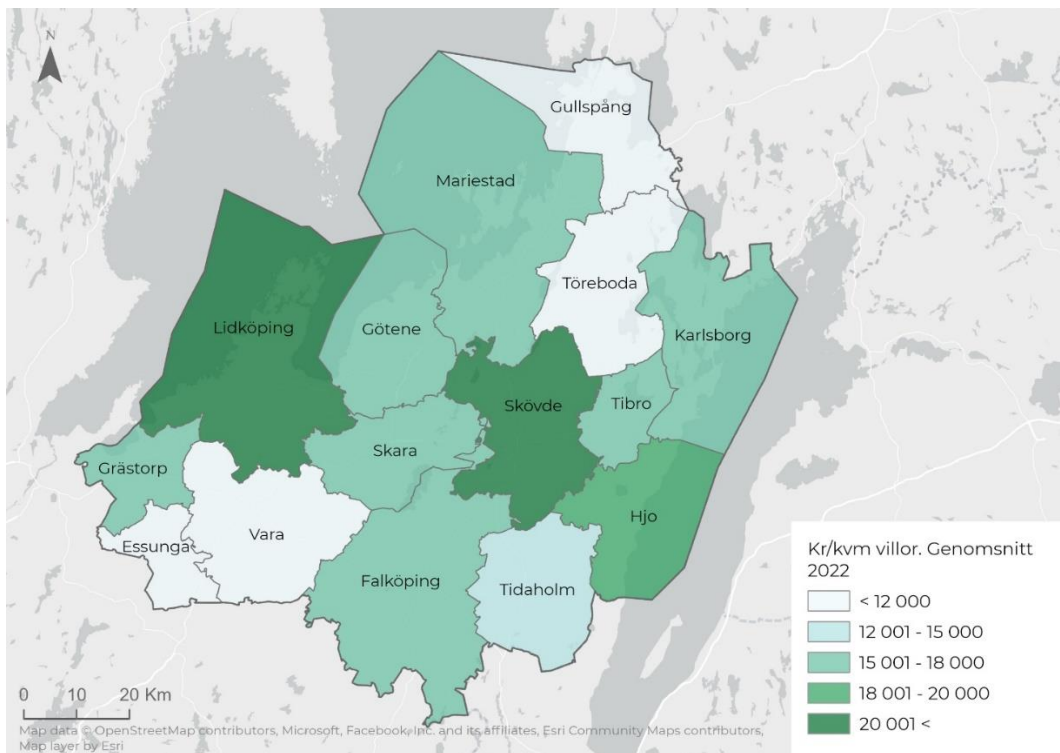 N
Gullspång
Mariestad
Töreboda
Lidköping
Götene
Karlsborg
Skövde
Tibro
Skara
Grästorp
Hjo
Vara
Essunga
Falköping
Tidaholm
Kr/kvm villor. Genomsnitt
2022
< 12 000
12 001 - 15 000
15 001 - 18 000
18 001 - 20 000
20 001 <
0 10 20 Km
Map data © OpenStreetMap contributors, Microsoft, Facebook, Inc. and its affiliates, Esri Community Maps contributors,
Map layer by Esri